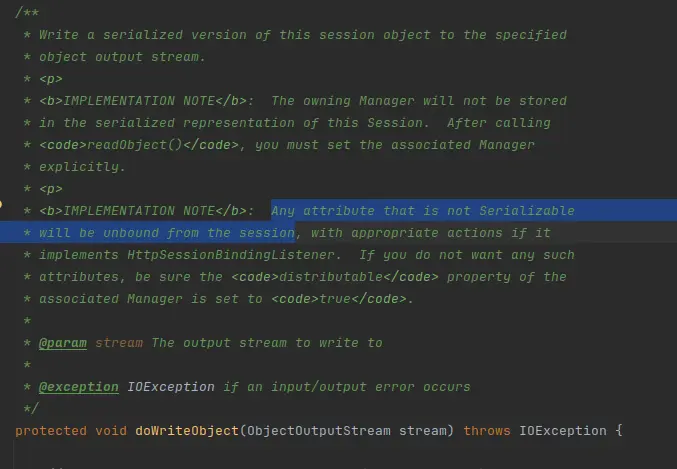 /**
* Write a serialized version of this session object to the specified
* object output stream.
* <p>
* <b>IMPLEMENTATION NOTE</b>:  The owning Manager will not be stored
* in the serialized representation of this Session.  After calling
* <code>readObject()</code>, you must set the associated Manager
* explicitly.
* <p>
* <b>IMPLEMENTATION NOTE</b>:  Any attribute that is not Serializable
* will be unbound from the session, with appropriate actions if it
* implements HttpSessionBindingListener.  If you do not want any such
* attributes, be sure the <code>distributable</code> property of the
* associated Manager is set to <code>true</code>.
*
* @param stream The output stream to write to
*
* @exception IOException if an input/output error occurs
*/
protected void doWriteObject(ObjectOutputStream stream) throws IOException {